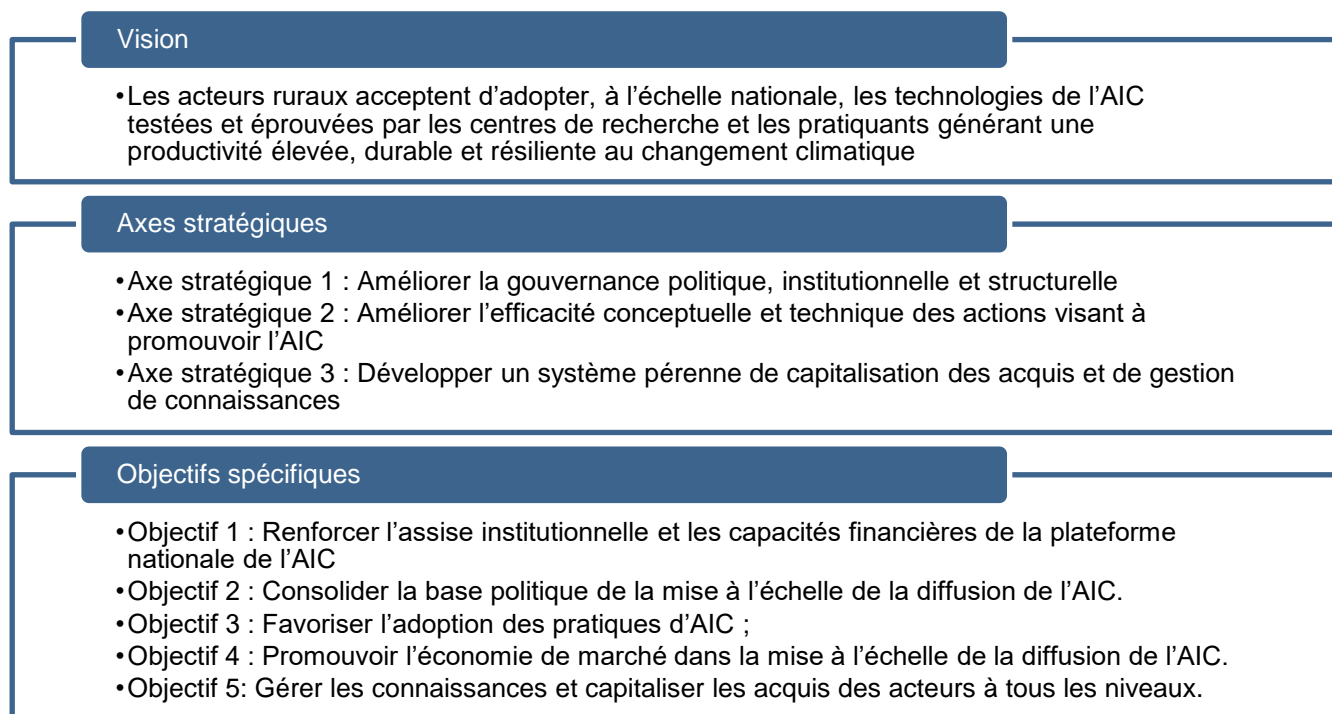 Vision
•Les acteurs ruraux acceptent d’adopter, à l’échelle nationale, les technologies de l’AIC
testées et éprouvées par les centres de recherche et les pratiquants générant une
productivité élevée, durable et résiliente au changement climatique
Axes stratégiques
•Axe stratégique 1 : Améliorer la gouvernance politique, institutionnelle et structurelle
•Axe stratégique 2 : Améliorer l’efficacité conceptuelle et technique des actions visant à
promouvoir l’AIC
•Axe stratégique 3 : Développer un système pérenne de capitalisation des acquis et de gestion
de connaissances
Objectifs spécifiques
•Objectif 1 : Renforcer l’assise institutionnelle et les capacités financières de la plateforme
nationale de l’AIC
•Objectif 2 : Consolider la base politique de la mise à l’échelle de la diffusion de l’AIC.
•Objectif 3 : Favoriser l’adoption des pratiques d’AIC ;
•Objectif 4 : Promouvoir l’économie de marché dans la mise à l’échelle de la diffusion de l’AIC.
•Objectif 5: Gérer les connaissances et capitaliser les acquis des acteurs à tous les niveaux.